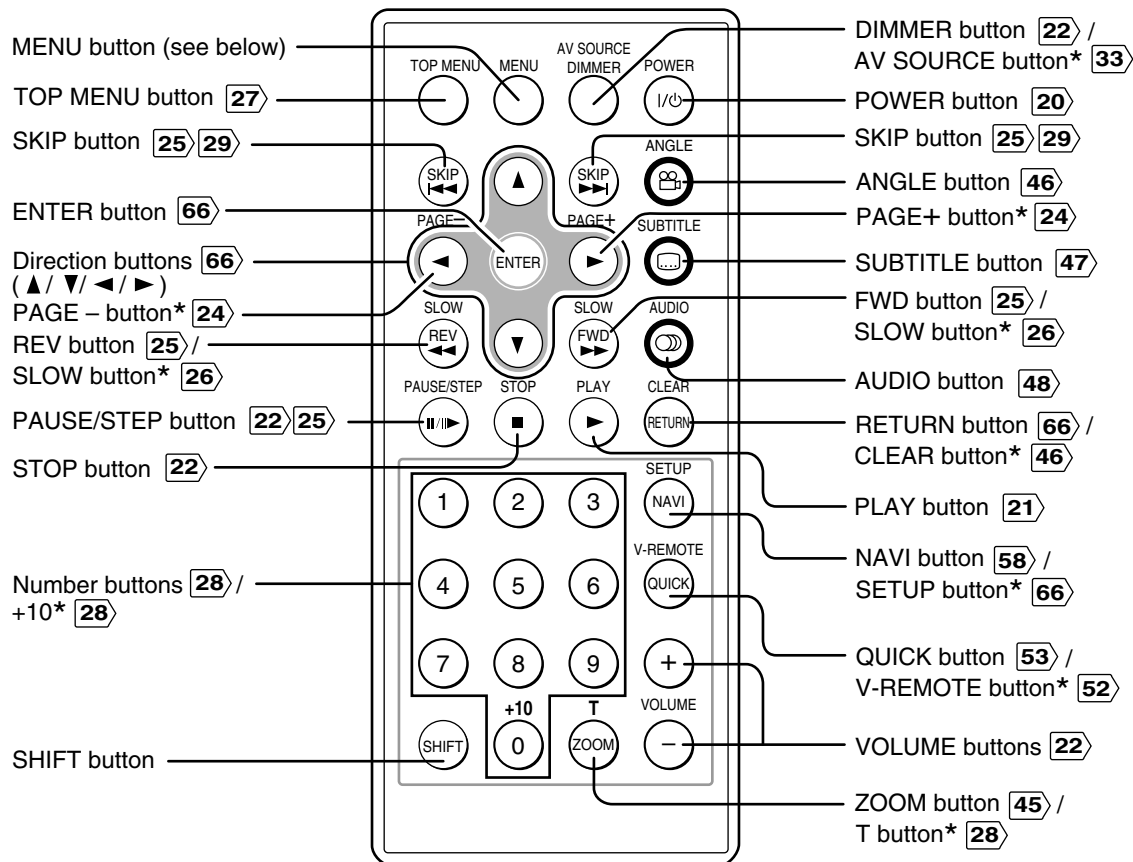 MENU button (see below)
TOP MENU button 27
SKIP button 25 29
ENTER button 66
Direction buttons 66
( ▲ / ▼ / ◄ / ► )
PAGE – button* 24
REV button 25 /
SLOW button* 26
PAUSE/STEP button 22 25
STOP button 22
Number buttons 28 /
+10* 28
SHIFT button
AV SOURCE
TOP MENU MENU DIMMER POWER
I/⏻
ANGLE
SKIP SKIP
PAGE– PAGE+ SUBTITLE
ENTER
SLOW SLOW AUDIO
REV FWD
PAUSE/STEP STOP PLAY CLEAR
RETURN
SETUP
1 2 3 NAVI
V-REMOTE
4 5 6 QUICK
7 8 9 +
+10 T VOLUME
SHIFT 0 ZOOM –
DIMMER button 22 /
AV SOURCE button* 33
POWER button 20
SKIP button 25 29
ANGLE button 46
PAGE+ button* 24
SUBTITLE button 47
FWD button 25 /
SLOW button* 26
AUDIO button 48
RETURN button 66 /
CLEAR button* 46
PLAY button 21
NAVI button 58 /
SETUP button* 66
QUICK button 53 /
V-REMOTE button* 52
VOLUME buttons 22
ZOOM button 45 /
T button* 28